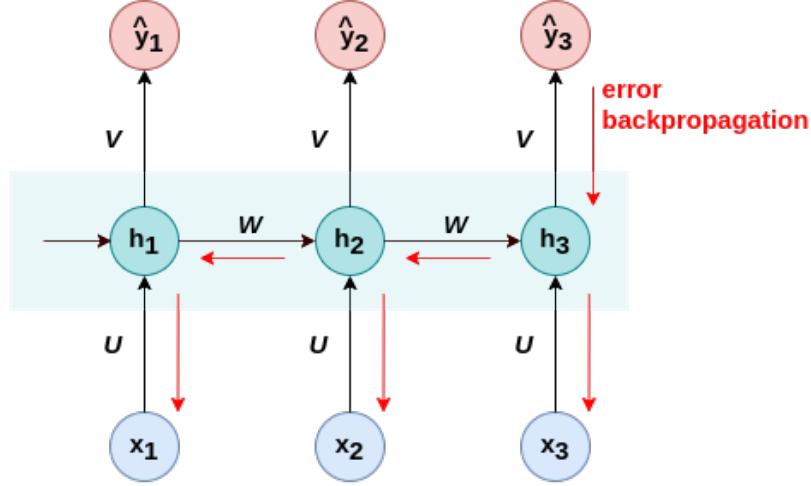 ŷ1 ŷ2 ŷ3
error
backpropagation
V V V
h1 W h2 W h3
U U U
x1 x2 x3